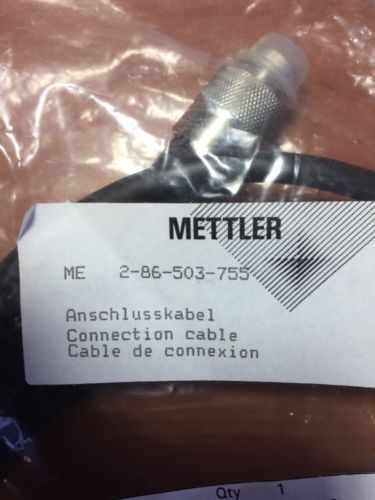 METTLER
ME 2-86-503-755
Anschlusskabel
Connection cable
Cable de connexion
Qty 1